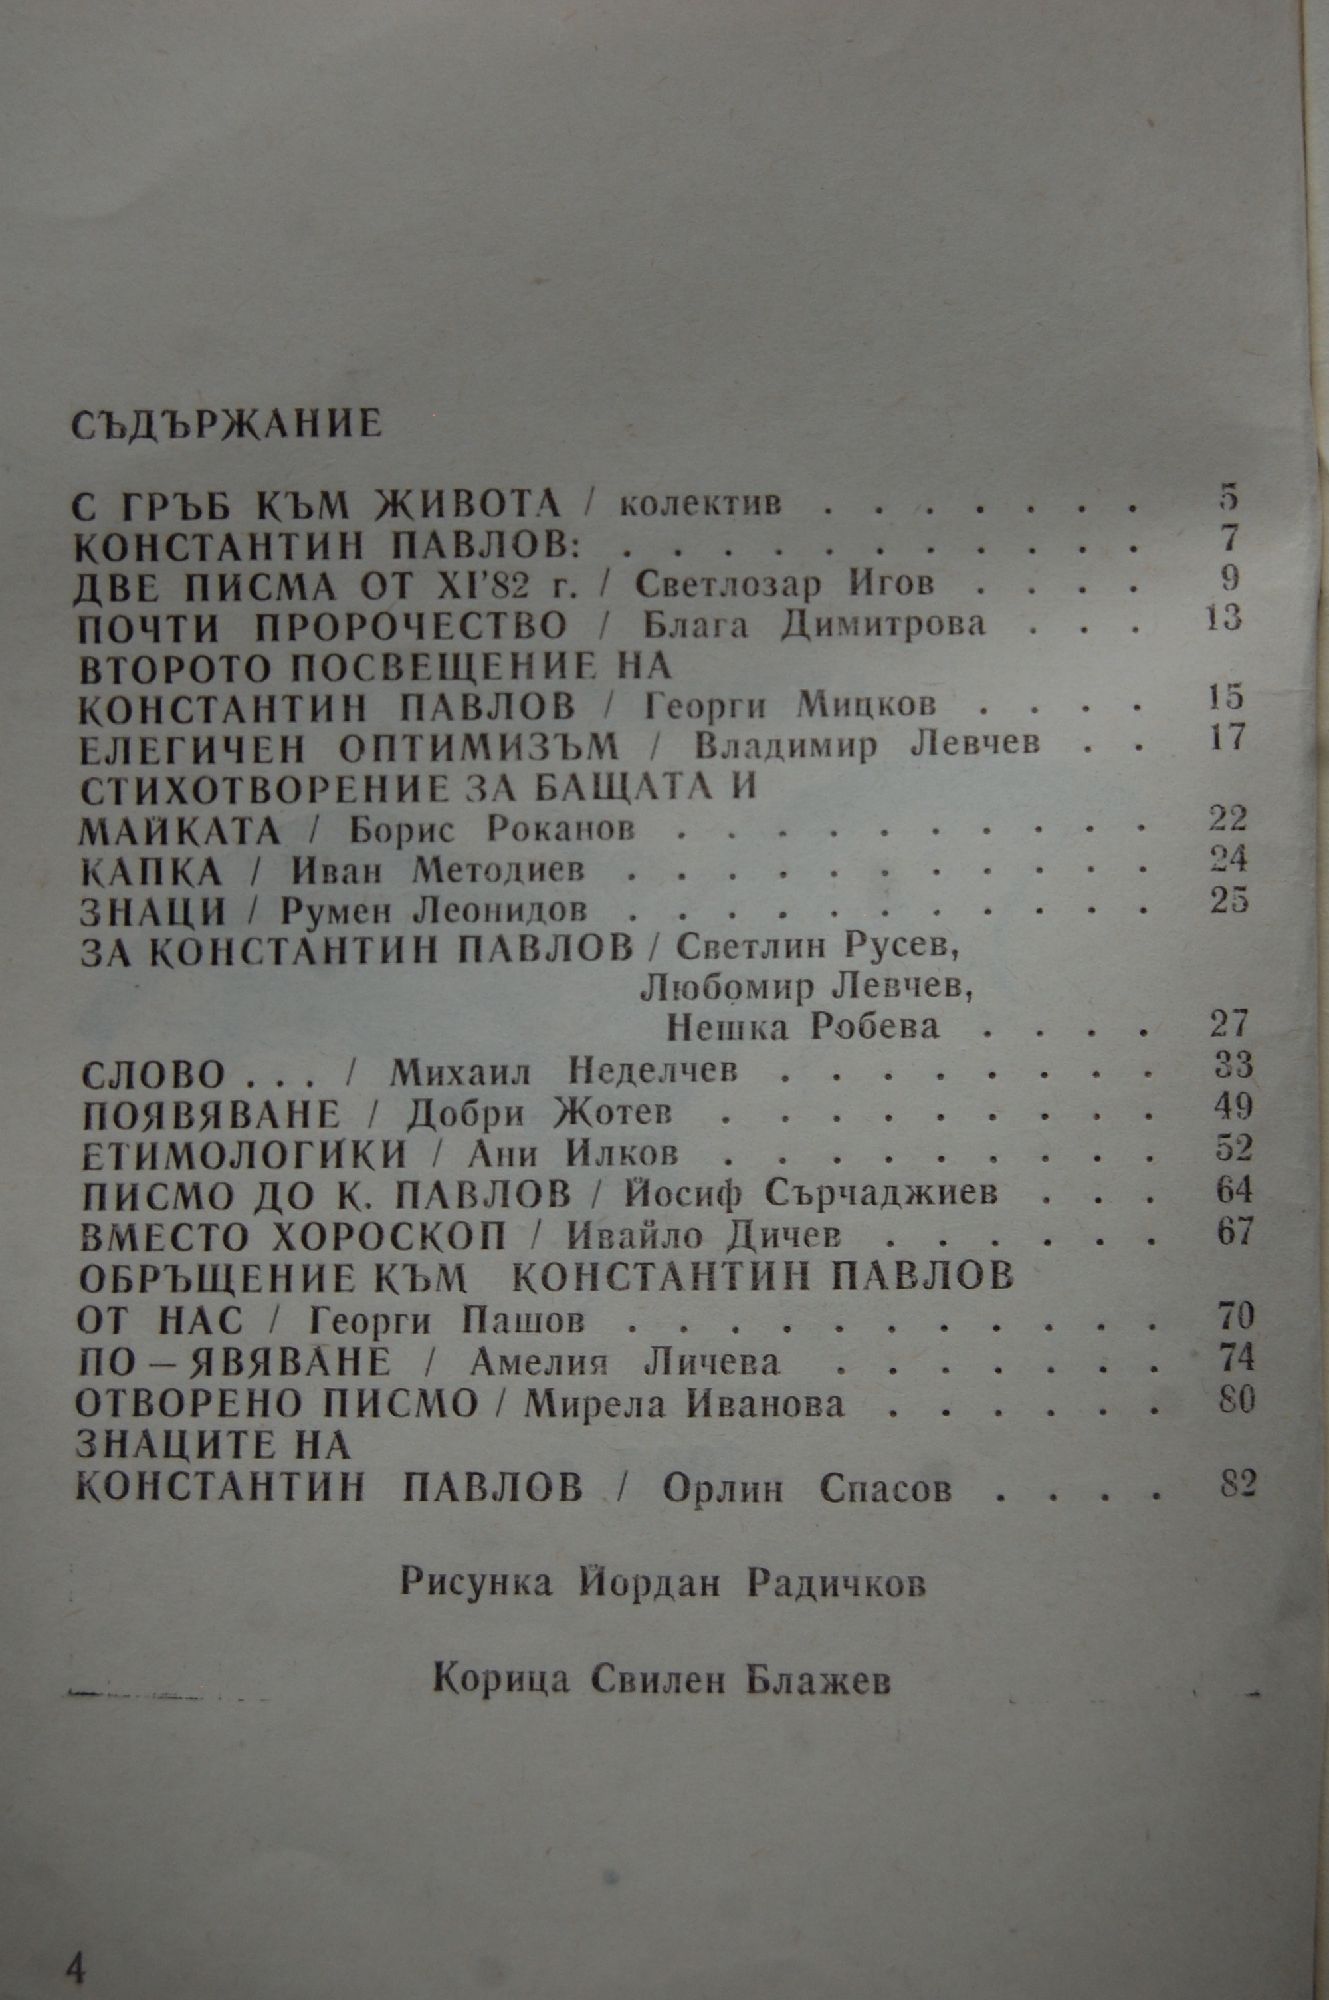 СЪДЪРЖАНИЕ
С ГРЪБ КЪМ ЖИВОТА / колектив . . . . . . . 5
КОНСТАНТИН ПАВЛОВ: . . . . . . . . . . . 7
ДВЕ ПИСМА ОТ XI'82 г. / Светлозар Игов . . . . 9
ПОЧТИ ПРОРОЧЕСТВО / Блага Димитрова . . . 13
ВТОРОТО ПОСВЕЩЕНИЕ НА
КОНСТАНТИН ПАВЛОВ / Георги Мицков . . . . 15
ЕЛЕГИЧЕН ОПТИМИЗЪМ / Владимир Левчев . . 17
СТИХОТВОРЕНИЕ ЗА БАЩАТА И
МАЙКАТА / Борис Роканов . . . . . . . . . . 22
КАПКА / Иван Методиев . . . . . . . . . . . 24
ЗНАЦИ / Румен Леонидов . . . . . . . . . . . 25
ЗА КОНСТАНТИН ПАВЛОВ / Светлин Русев,
Любомир Левчев,
Нешка Робева . . . . 27
СЛОВО . . . / Михаил Неделчев . . . . . . . . 33
ПОЯВЯВАНЕ / Добри Жотев . . . . . . . . . 49
ЕТИМОЛОГИКИ / Ани Илков . . . . . . . . . 52
ПИСМО ДО К. ПАВЛОВ / Йосиф Сърчаджиев . . . 64
ВМЕСТО ХОРОСКОП / Ивайло Дичев . . . . . . 67
ОБРЪЩЕНИЕ КЪМ КОНСТАНТИН ПАВЛОВ
ОТ НАС / Георги Пашов . . . . . . . . . . . 70
ПО – ЯВЯВАНЕ / Амелия Личева . . . . . . . 74
ОТВОРЕНО ПИСМО / Мирела Иванова . . . . . . 80
ЗНАЦИТЕ НА
КОНСТАНТИН ПАВЛОВ / Орлин Спасов . . . . 82
Рисунка Йордан Радичков
Корица Свилен Блажев
4